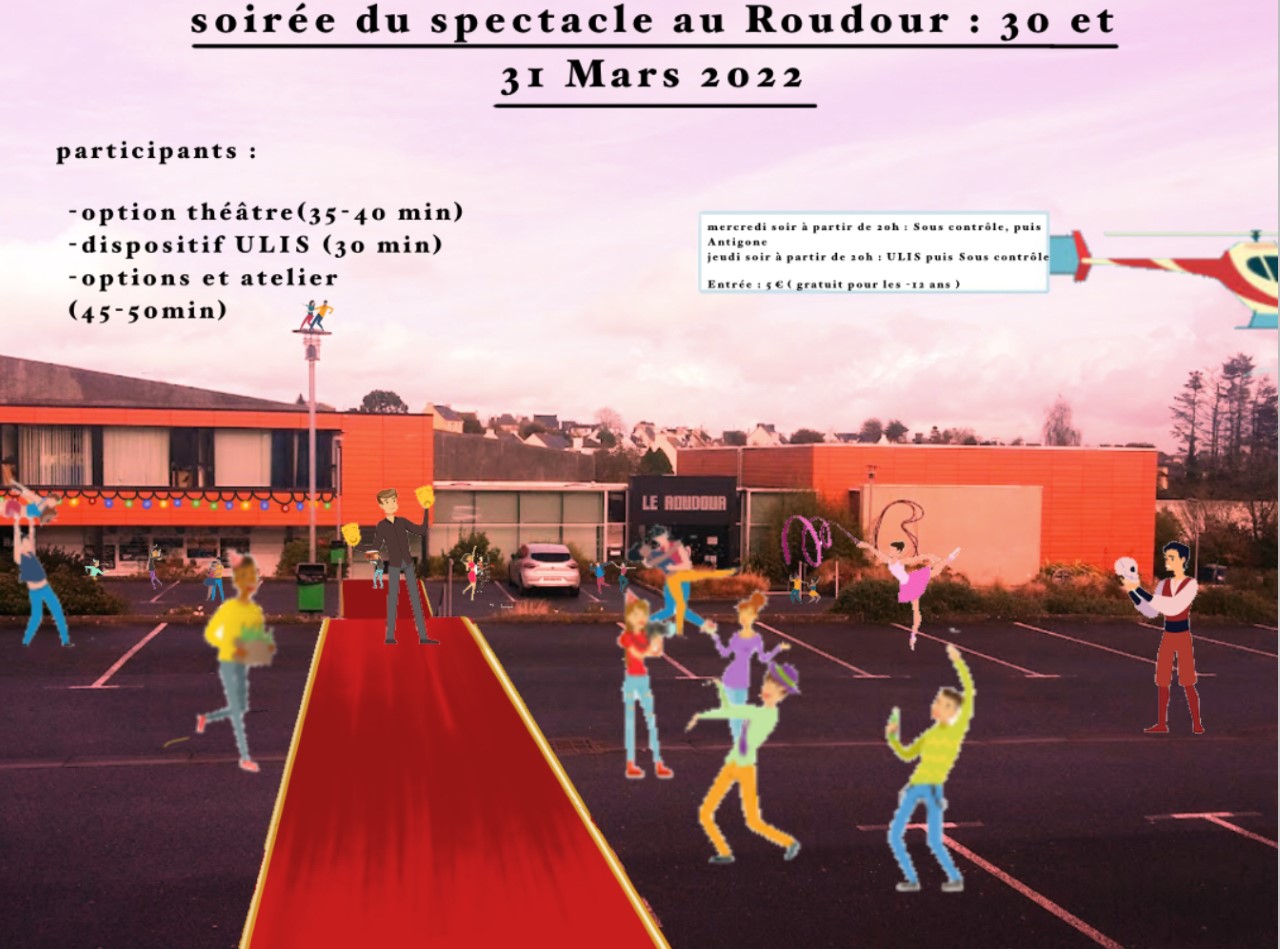 soirée du spectacle au Roudour : 30 et
31 Mars 2022
participants :
-option théâtre(35-40 min)
-dispositif ULIS (30 min)
-options et atelier
(45-50min)
mercredi soir à partir de 20h : Sous contrôle, puis
Antigone
jeudi soir à partir de 20h : ULIS puis Sous contrôle
Entrée : 5 € ( gratuit pour les -12 ans )
LE ROUDOUR